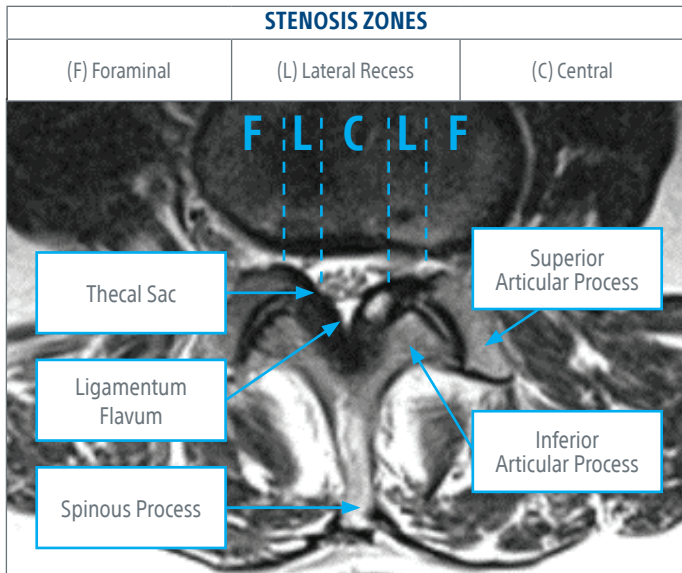 STENOSIS ZONES
(F) Foraminal
(L) Lateral Recess
(C) Central
F L C L F
Thecal Sac
Superior
Articular Process
Ligamentum
Flavum
Inferior
Articular Process
Spinous Process